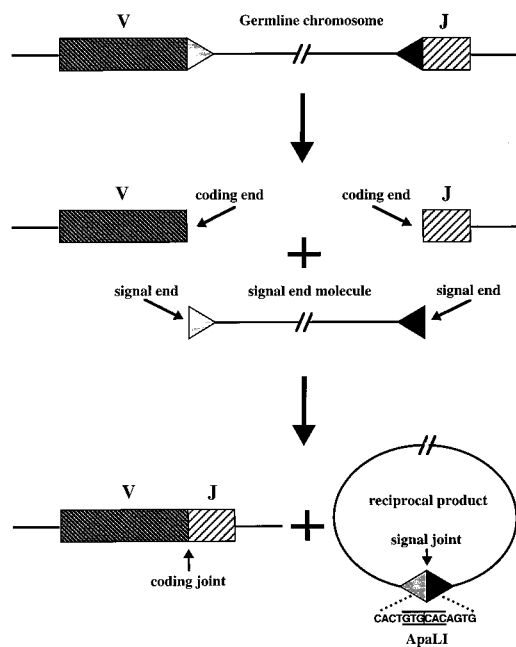 V Germline chromosome J
V J
coding end coding end
signal end signal end molecule signal end
V J
reciprocal product
signal joint
coding joint
CACTGTGCACAGTG
ApaLI